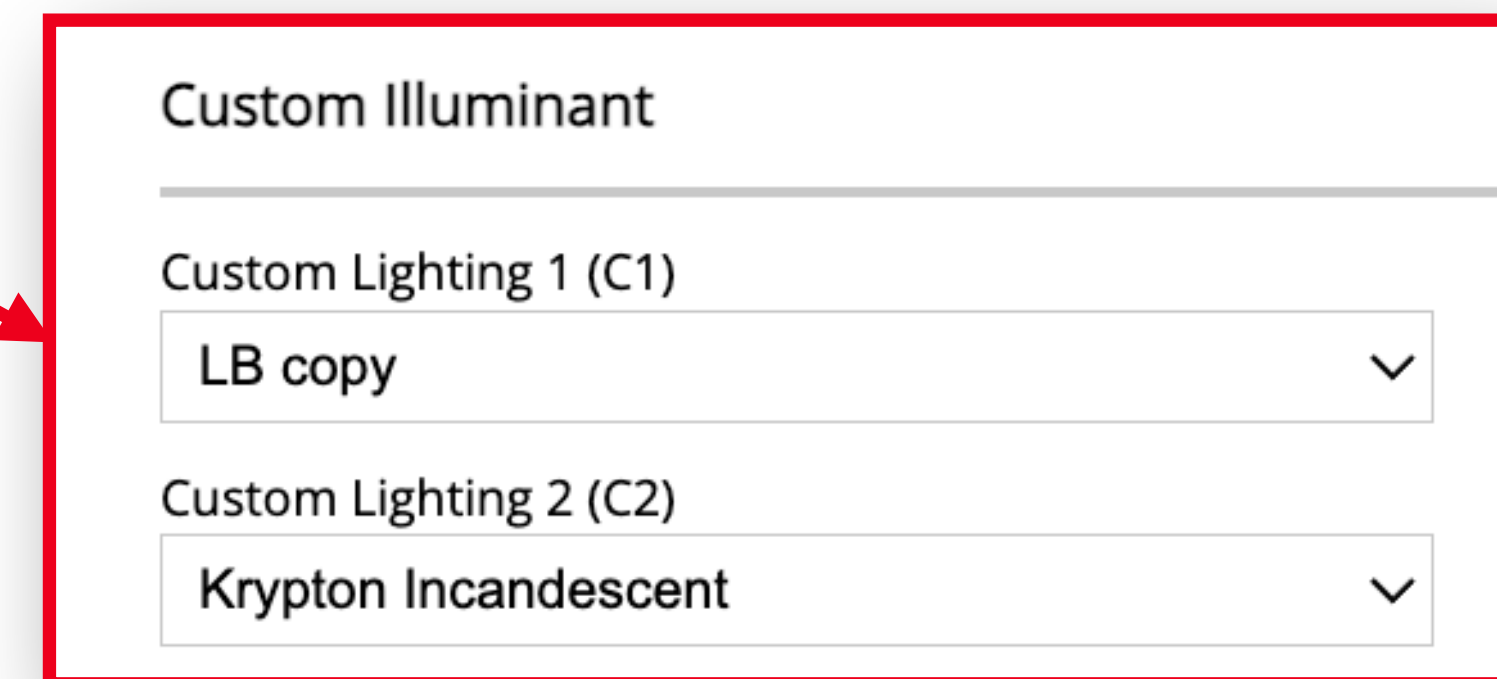 Custom Illuminant
Custom Lighting 1 (C1)
LB copy
Custom Lighting 2 (C2)
Krypton Incandescent